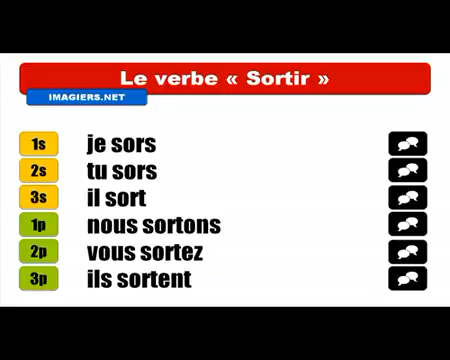 Le verbe « Sortir »
IMAGIERS.NET
1s je sors
2s tu sors
3s il sort
1p nous sortons
2p vous sortez
3p ils sortent